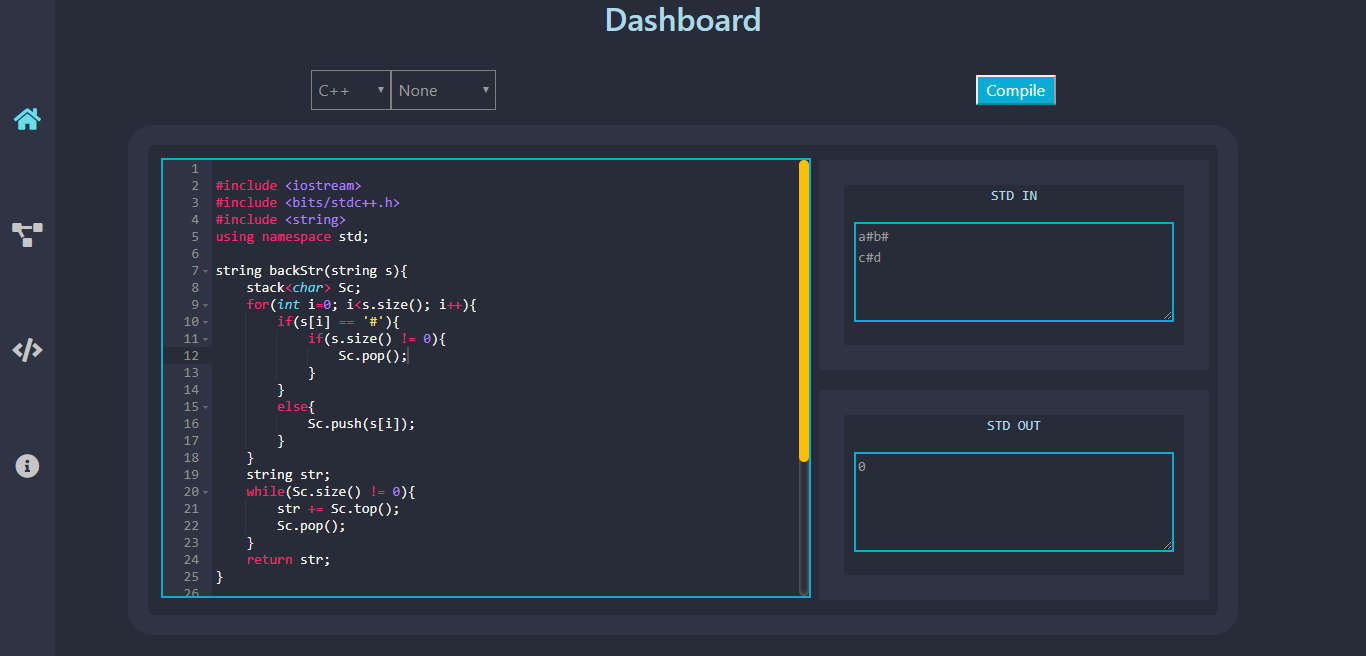 Dashboard
C++ None Compile
1
2 #include <iostream>
3 #include <bits/stdc++.h>
4 #include <string>
5 using namespace std;
6
7 string backStr(string s){
8 stack<char> Sc;
9 for(int i=0; i<s.size(); i++){
10 if(s[i] == '#'){
11 if(s.size() != 0){
12 Sc.pop();
13 }
14 }
15 else{
16 Sc.push(s[i]);
17 }
18 }
19 string str;
20 while(Sc.size() != 0){
21 str += Sc.top();
22 Sc.pop();
23 }
24 return str;
25 }
26
STD IN
a#b#
c#d
STD OUT
0